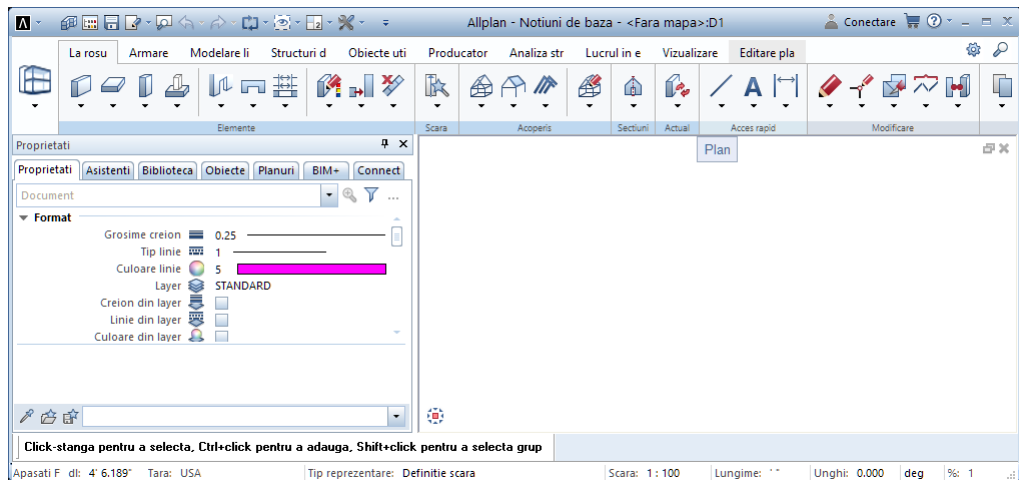 Allplan - Notiuni de baza - <Fara mapa>:D1 Conectare
La rosu Armare Modelare li Structuri d Obiecte uti Producator Analiza str Lucrul in e Vizualizare Editare pla
Elemente Scara Acoperis Sectiuni Actual Acces rapid Modificare
Proprietati
Plan
Proprietati Asistenti Biblioteca Obiecte Planuri BIM+ Connect
Document
Format
Grosime creion 0.25
Tip linie 1
Culoare linie 5
Layer STANDARD
Creion din layer
Linie din layer
Culoare din layer
Click-stanga pentru a selecta, Ctrl+click pentru a adauga, Shift+click pentru a selecta grup
Apasati F dl: 4' 6.189" Tara: USA Tip reprezentare: Definitie scara Scara: 1 : 100 Lungime: ' " Unghi: 0.000 deg %: 1